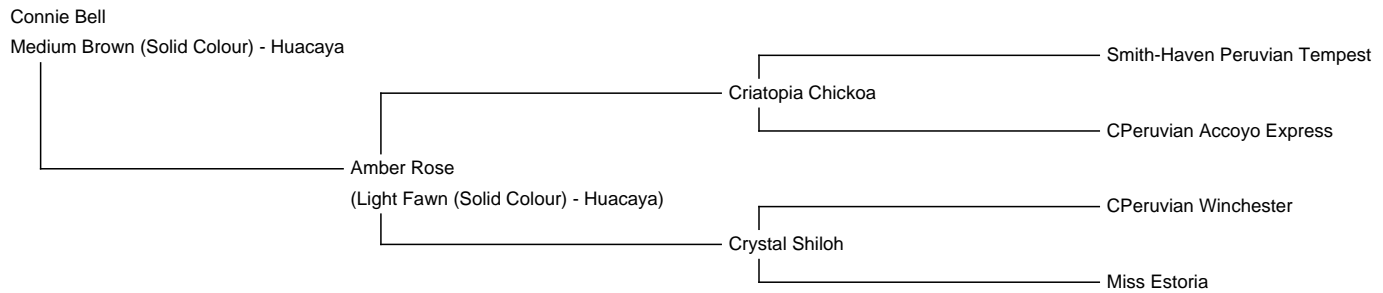 Connie Bell
Medium Brown (Solid Colour) - Huacaya
Smith-Haven Peruvian Tempest
Criatopia Chickoa
CPeruvian Accoyo Express
Amber Rose
(Light Fawn (Solid Colour) - Huacaya)
CPeruvian Winchester
Crystal Shiloh
Miss Estoria